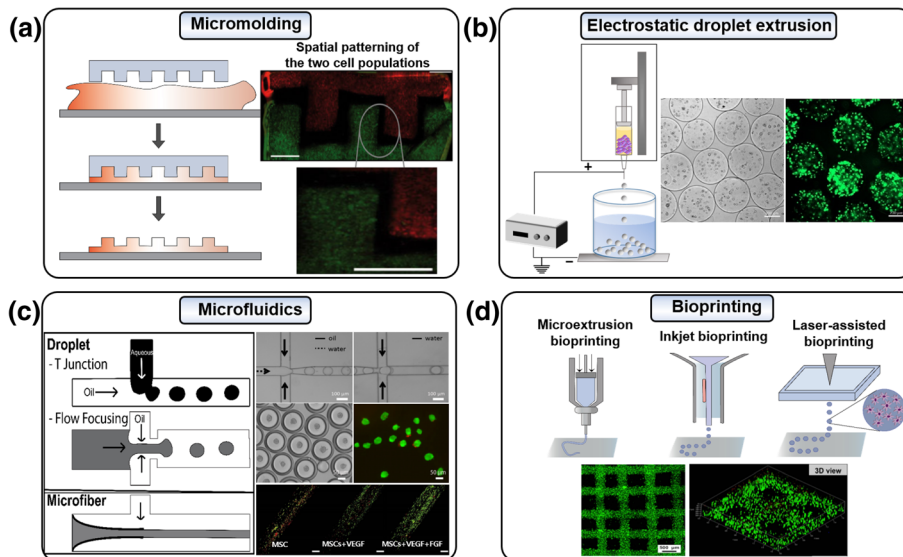 (a)
Micromolding
Spatial patterning of
the two cell populations
(b)
Electrostatic droplet extrusion
+
−
(c)
Microfluidics
Droplet
- T Junction
Aqueous
Oil
- Flow Focusing
Oil
Microfiber
oil
water
water
100 μm
100 μm
50 μm
MSC
MSCs+VEGF
MSCs+VEGF+FGF
(d)
Bioprinting
Microextrusion
bioprinting
Inkjet bioprinting
Laser-assisted
bioprinting
500 μm
3D view